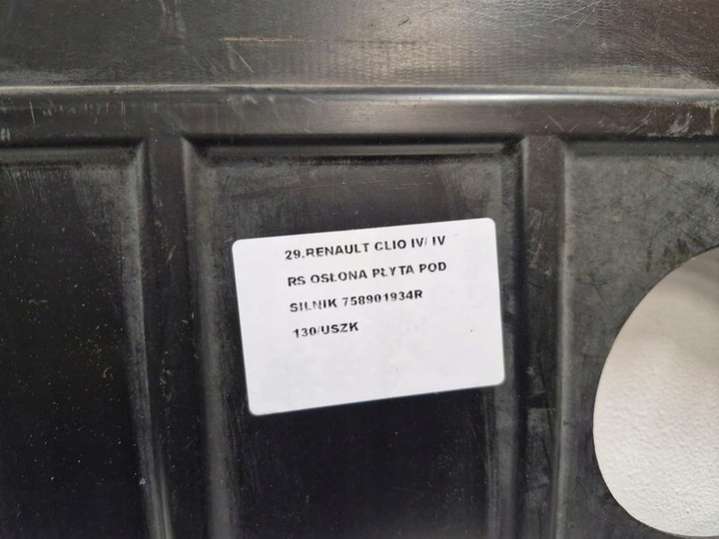 29.RENAULT CLIO IV/ IV
RS OSŁONA PŁYTA POD
SILNIK 758901934R
130/USZK